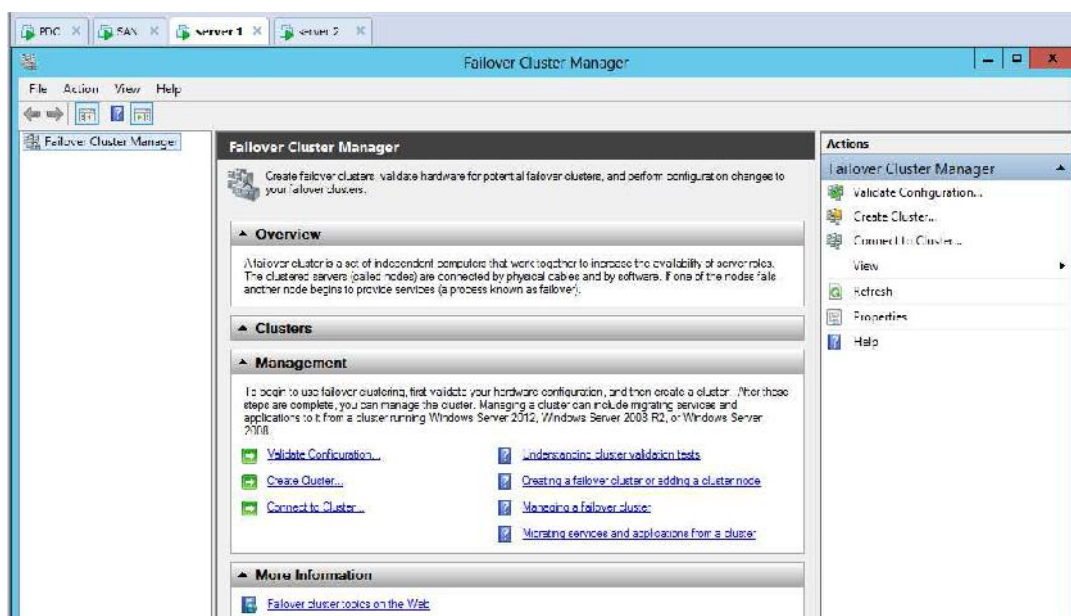 PDC
SAN
server 1
server 2
Failover Cluster Manager
File Action View Help
Failover Cluster Manager
Failover Cluster Manager
Create failover clusters, validate hardware for potential failover clusters, and perform configuration changes to
your failover clusters.
Overview
A failover cluster is a set of independent computers that work together to increase the availability of server roles.
The clustered servers (called nodes) are connected by physical cables and by software. If one of the nodes fails
another node begins to provide services (a process known as failover).
Clusters
Management
To begin to use failover clustering, first validate your hardware configuration, and then create a cluster. After these
steps are complete, you can manage the cluster. Managing a cluster can include migrating services and
applications to it from a cluster running Windows Server 2012, Windows Server 2008 R2, or Windows Server
2008.
Validate Configuration...
Understanding cluster validation tests
Create Cluster...
Creating a failover cluster or adding a cluster node
Connect to Cluster...
Managing a failover cluster
Migrating services and applications from a cluster
More Information
Failover cluster topics on the Web
Actions
Failover Cluster Manager
Validate Configuration...
Create Cluster...
Connect to Cluster...
View
Refresh
Properties
Help